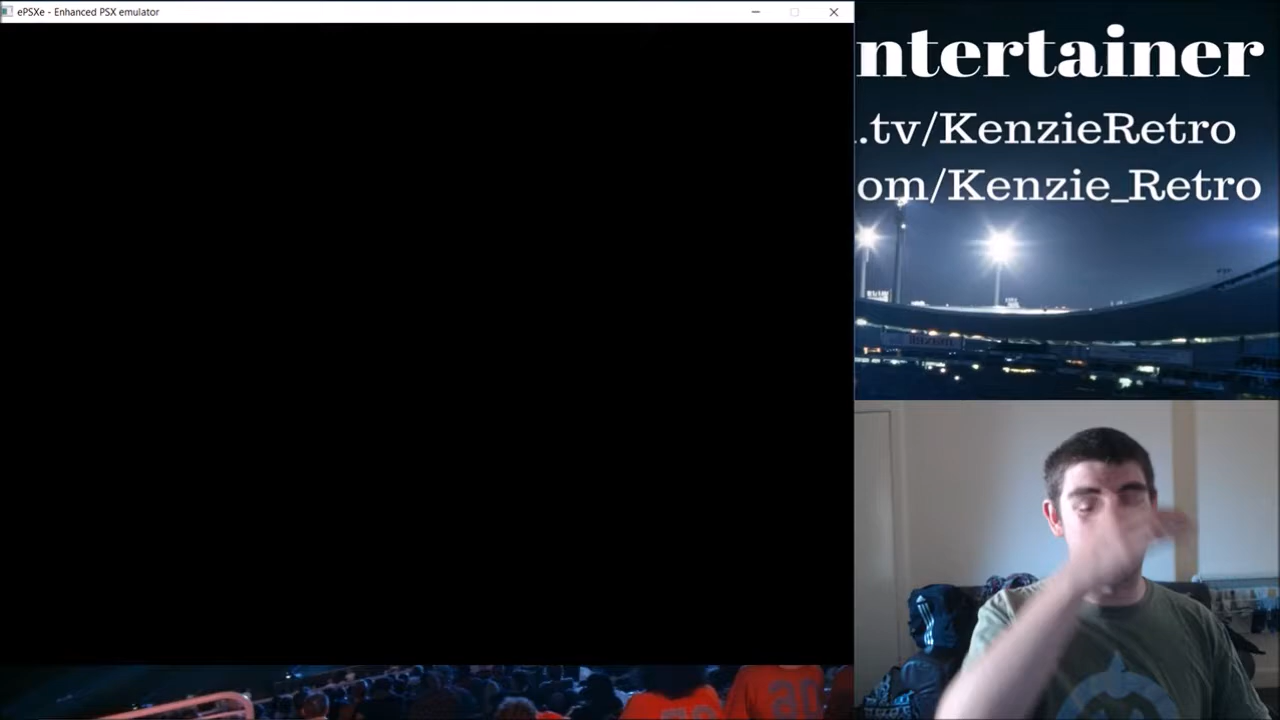 ePSXe - Enhanced PSX emulator
ntertainer
.tv/KenzieRetro
om/Kenzie_Retro